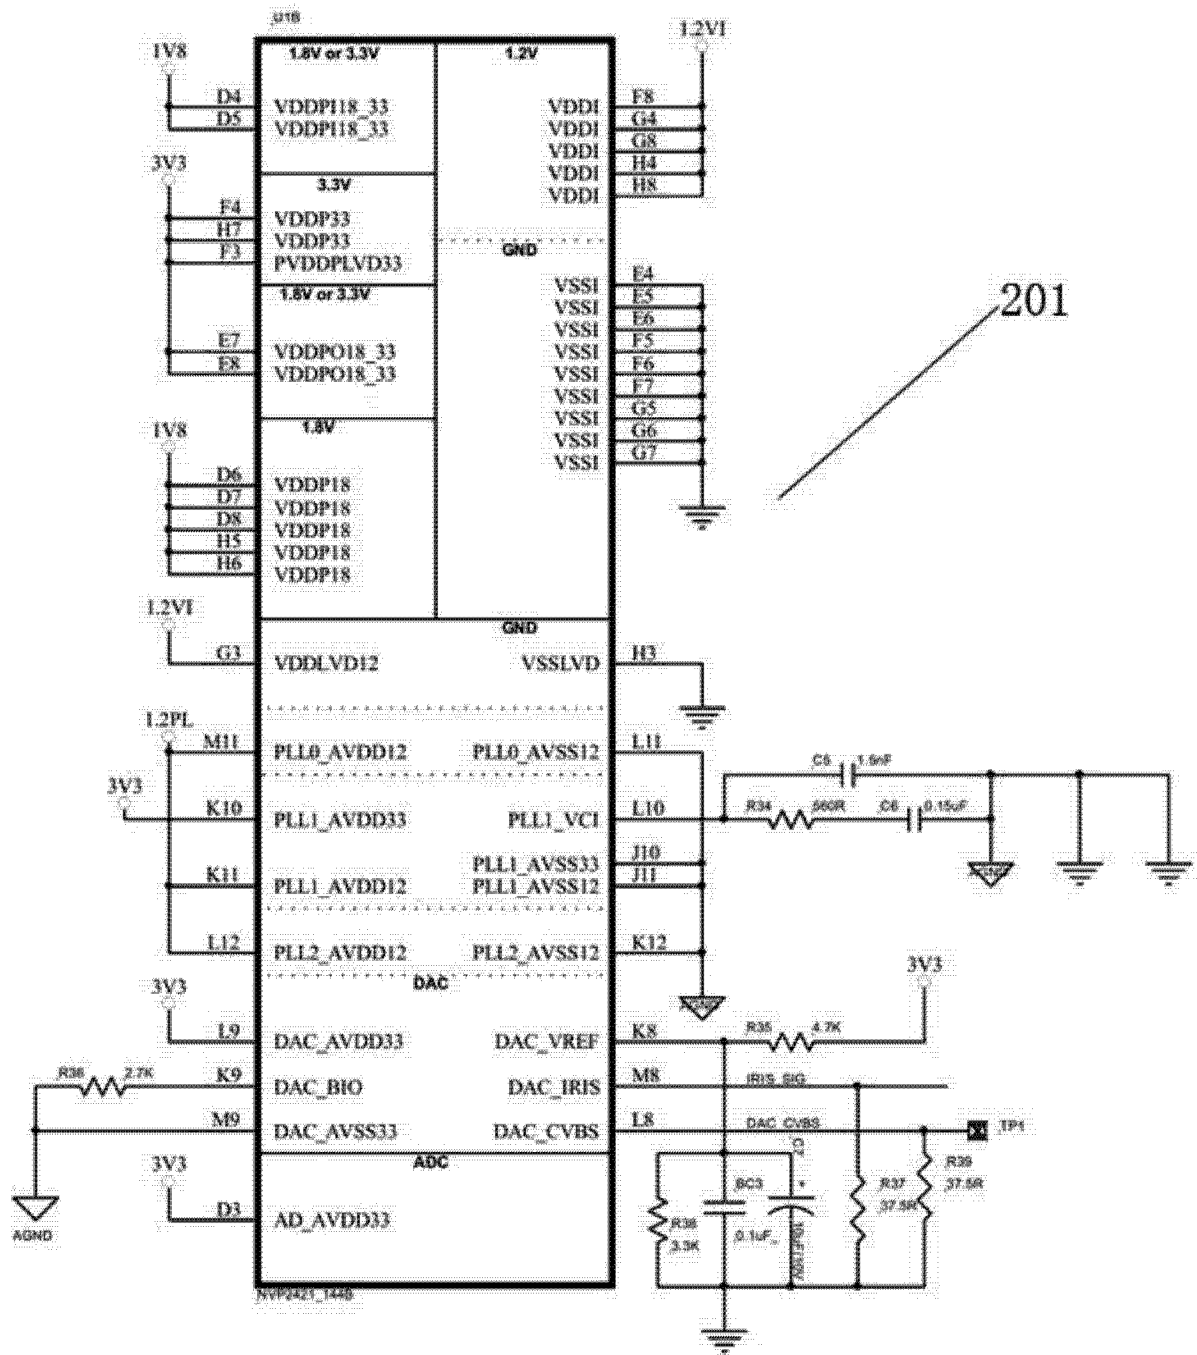 U1B
1V8
1.8V or 3.3V
1.2V
1.2VI
D4 VDDPI18_33
D5 VDDPI18_33
VDDI F8
VDDI G4
VDDI G8
VDDI H4
VDDI H8
3V3
3.3V
F4 VDDP33
H7 VDDP33
F3 PVDDPLVD33
GND
1.8V or 3.3V
E7 VDDPO18_33
E8 VDDPO18_33
VSSI E4
VSSI E5
VSSI E6
VSSI F5
VSSI F6
VSSI F7
VSSI G5
VSSI G6
VSSI G7
201
1V8
1.8V
D6 VDDP18
D7 VDDP18
D8 VDDP18
H5 VDDP18
H6 VDDP18
1.2VI
GND
G3 VDDLVD12 VSSLVD H3
1.2PL
M11 PLL0_AVDD12 PLL0_AVSS12 L11
C5 1.5nF
3V3
K10 PLL1_AVDD33 PLL1_VCI L10
R34 560R C6 0.15uF
PLL1_AVSS33 J10
K11 PLL1_AVDD12 PLL1_AVSS12 J11
AGND
L12 PLL2_AVDD12 PLL2_AVSS12 K12
DAC
3V3
3V3
AGND
L9 DAC_AVDD33 DAC_VREF K8 R35 4.7K
R36 2.7K K9 DAC_BIO DAC_IRIS M8 IRIS_SIG
M9 DAC_AVSS33 DAC_CVBS L8 DAC_CVBS TP1
3V3
ADC
C7
BC3
R37
R39
37.5R
37.5R
D3 AD_AVDD33
R38
3.3K
0.1uF
10uF/10V
AGND
NVP2421_144B